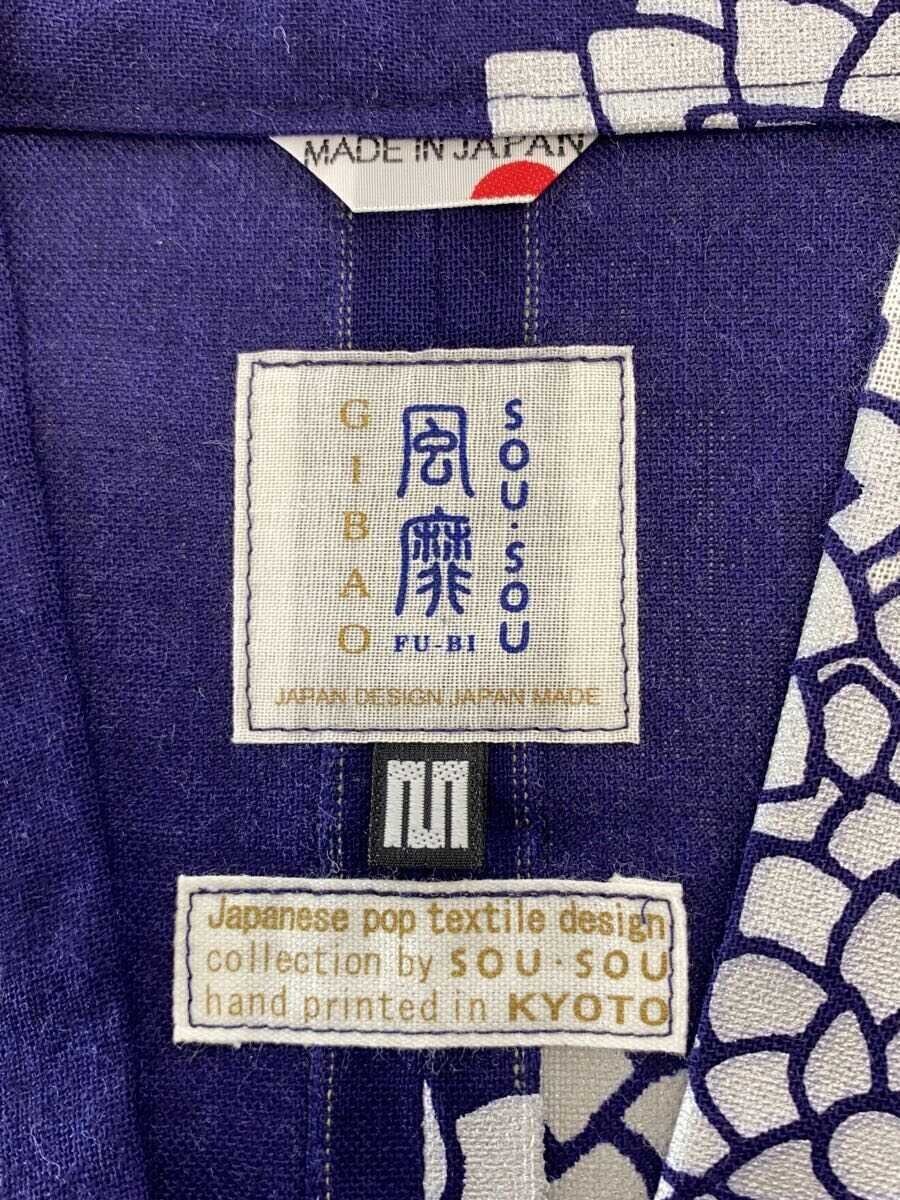 MADE IN JAPAN
GIBAO
風靡
FU-BI
SOU・SOU
JAPAN DESIGN JAPAN MADE
M
Japanese pop textile design
collection by SOU・SOU
hand printed in KYOTO